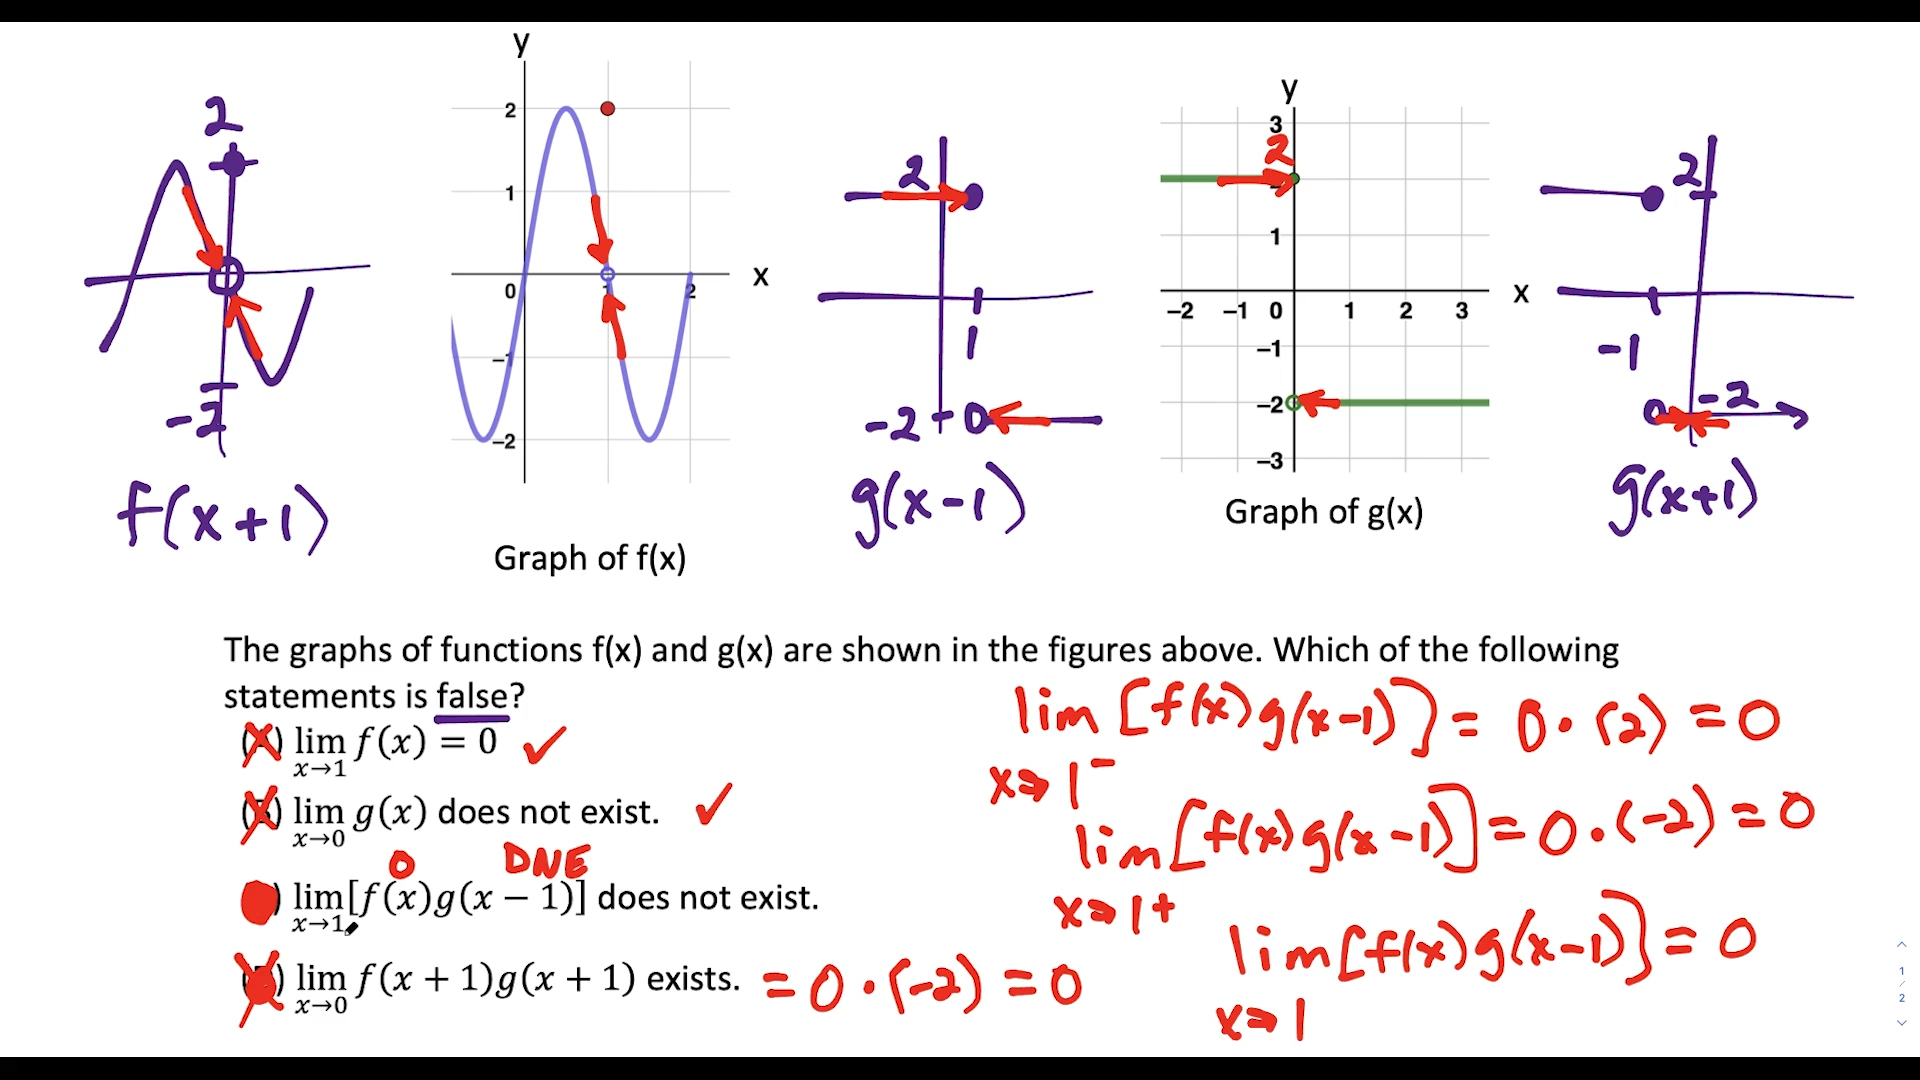 y
2
1
0
1
2
–1
–2
x
Graph of f(x)
2
-2
f(x+1)
2
1
-2
g(x-1)
y
3
2
1
–2 –1 0 1 2 3
–1
–2
–3
x
Graph of g(x)
2
-1
-2
g(x+1)
The graphs of functions f(x) and g(x) are shown in the figures above. Which of the following
statements is false?
lim f(x) = 0 ✓
x→1
lim g(x) does not exist. ✓
x→0
0 DNE
lim[f(x)g(x − 1)] does not exist.
x→1
lim f(x + 1)g(x + 1) exists. = 0·(-2) = 0
x→0
lim [f(x)g(x-1)] = 0·(2) = 0
x→1⁻
lim [f(x)g(x-1)] = 0·(-2) = 0
x→1+
lim [f(x)g(x-1)] = 0
x→1
1
/
2